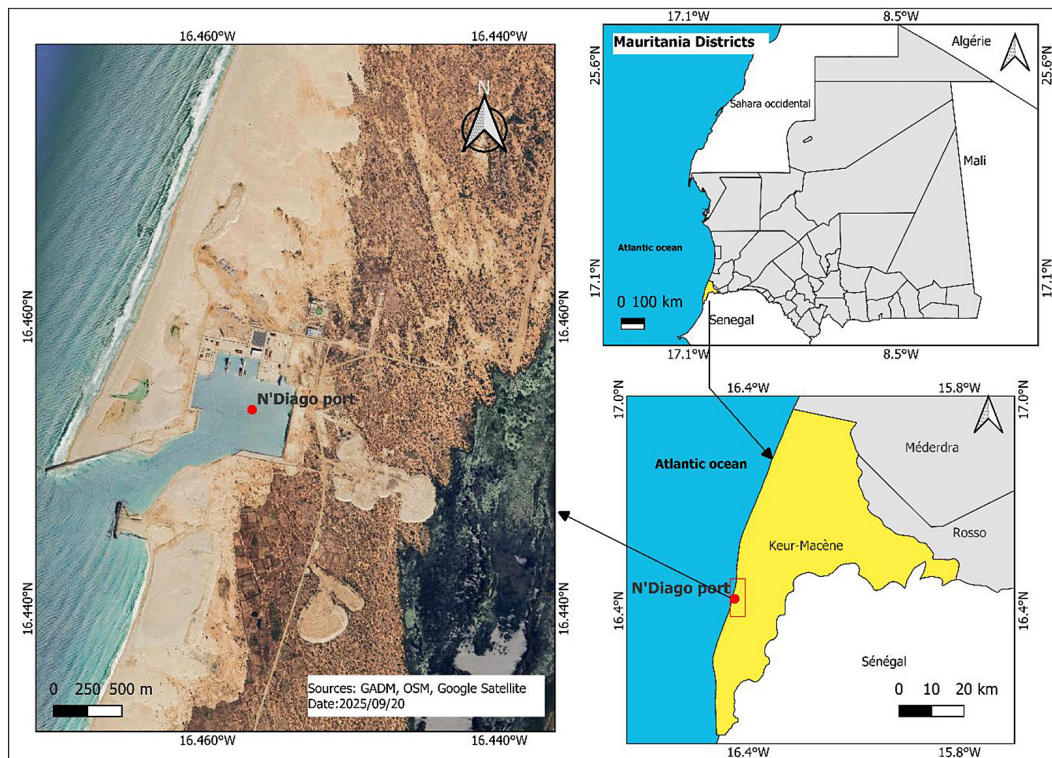 16.460°W
16.440°W
N
16.460°N
16.460°N
N'Diago port
16.440°N
16.440°N
0 250 500 m
Sources: GADM, OSM, Google Satellite
Date:2025/09/20
16.460°W
16.440°W
17.1°W
8.5°W
Mauritania Districts
Algérie
25.6°N
25.6°N
Sahara occidental
Mali
Atlantic ocean
17.1°N
17.1°N
0 100 km
Senegal
17.1°W
8.5°W
16.4°W
15.8°W
17.0°N
17.0°N
Méderdra
Atlantic ocean
Rosso
Keur-Macène
N'Diago port
16.4°N
16.4°N
Sénégal
0 10 20 km
16.4°W
15.8°W